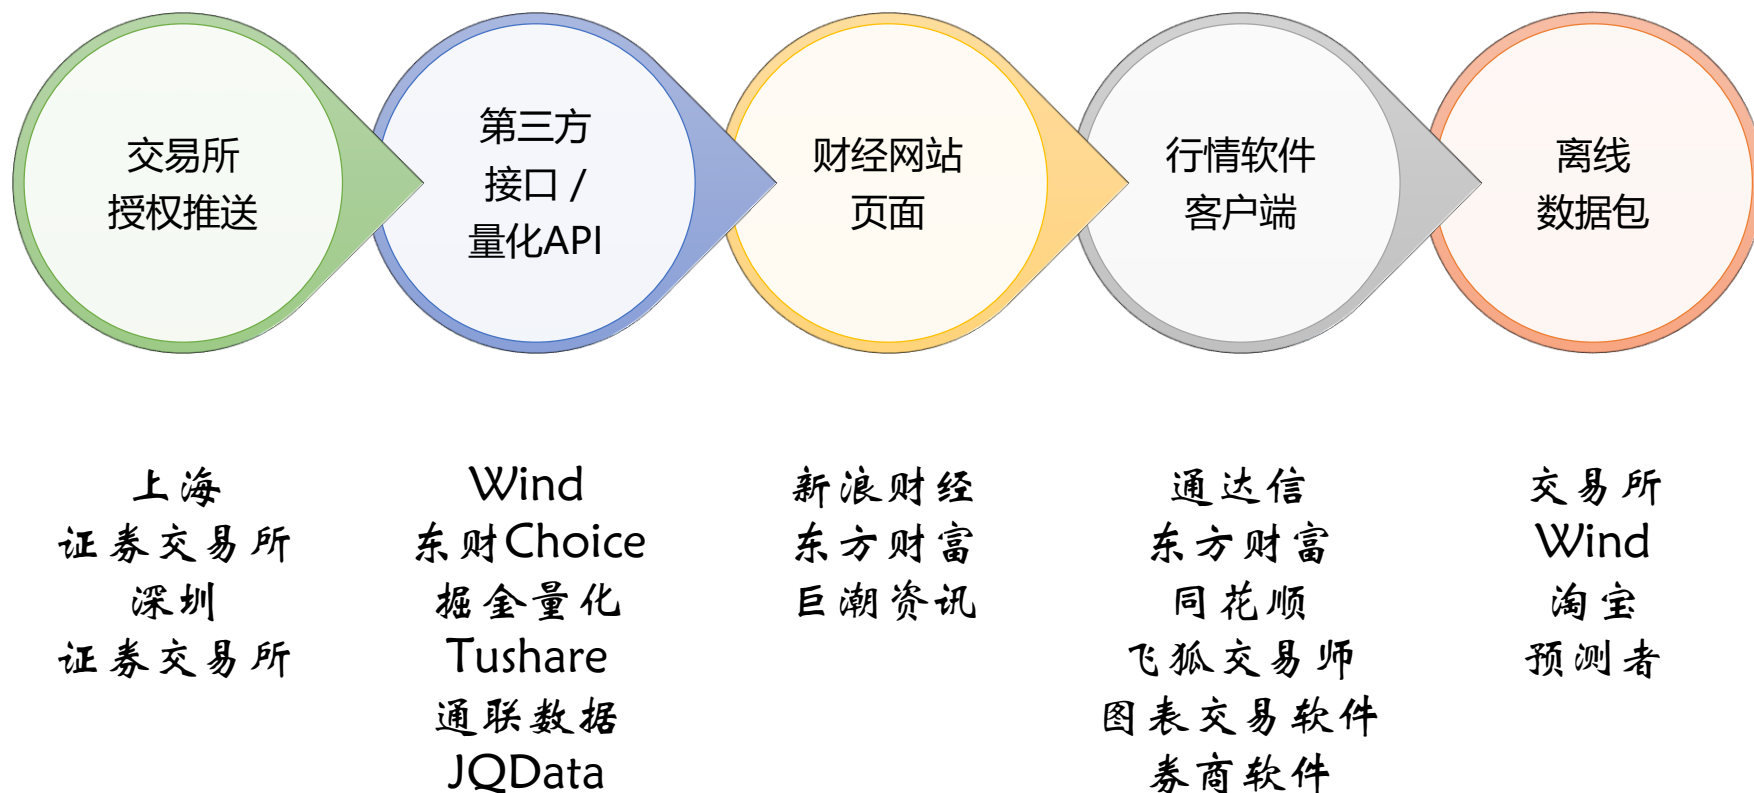 交易所
授权推送
第三方
接口 /
量化API
财经网站
页面
行情软件
客户端
离线
数据包
上海
证券交易所
深圳
证券交易所
Wind
东财Choice
掘金量化
Tushare
通联数据
JQData
新浪财经
东方财富
巨潮资讯
通达信
东方财富
同花顺
飞狐交易师
图表交易软件
券商软件
交易所
Wind
淘宝
预测者